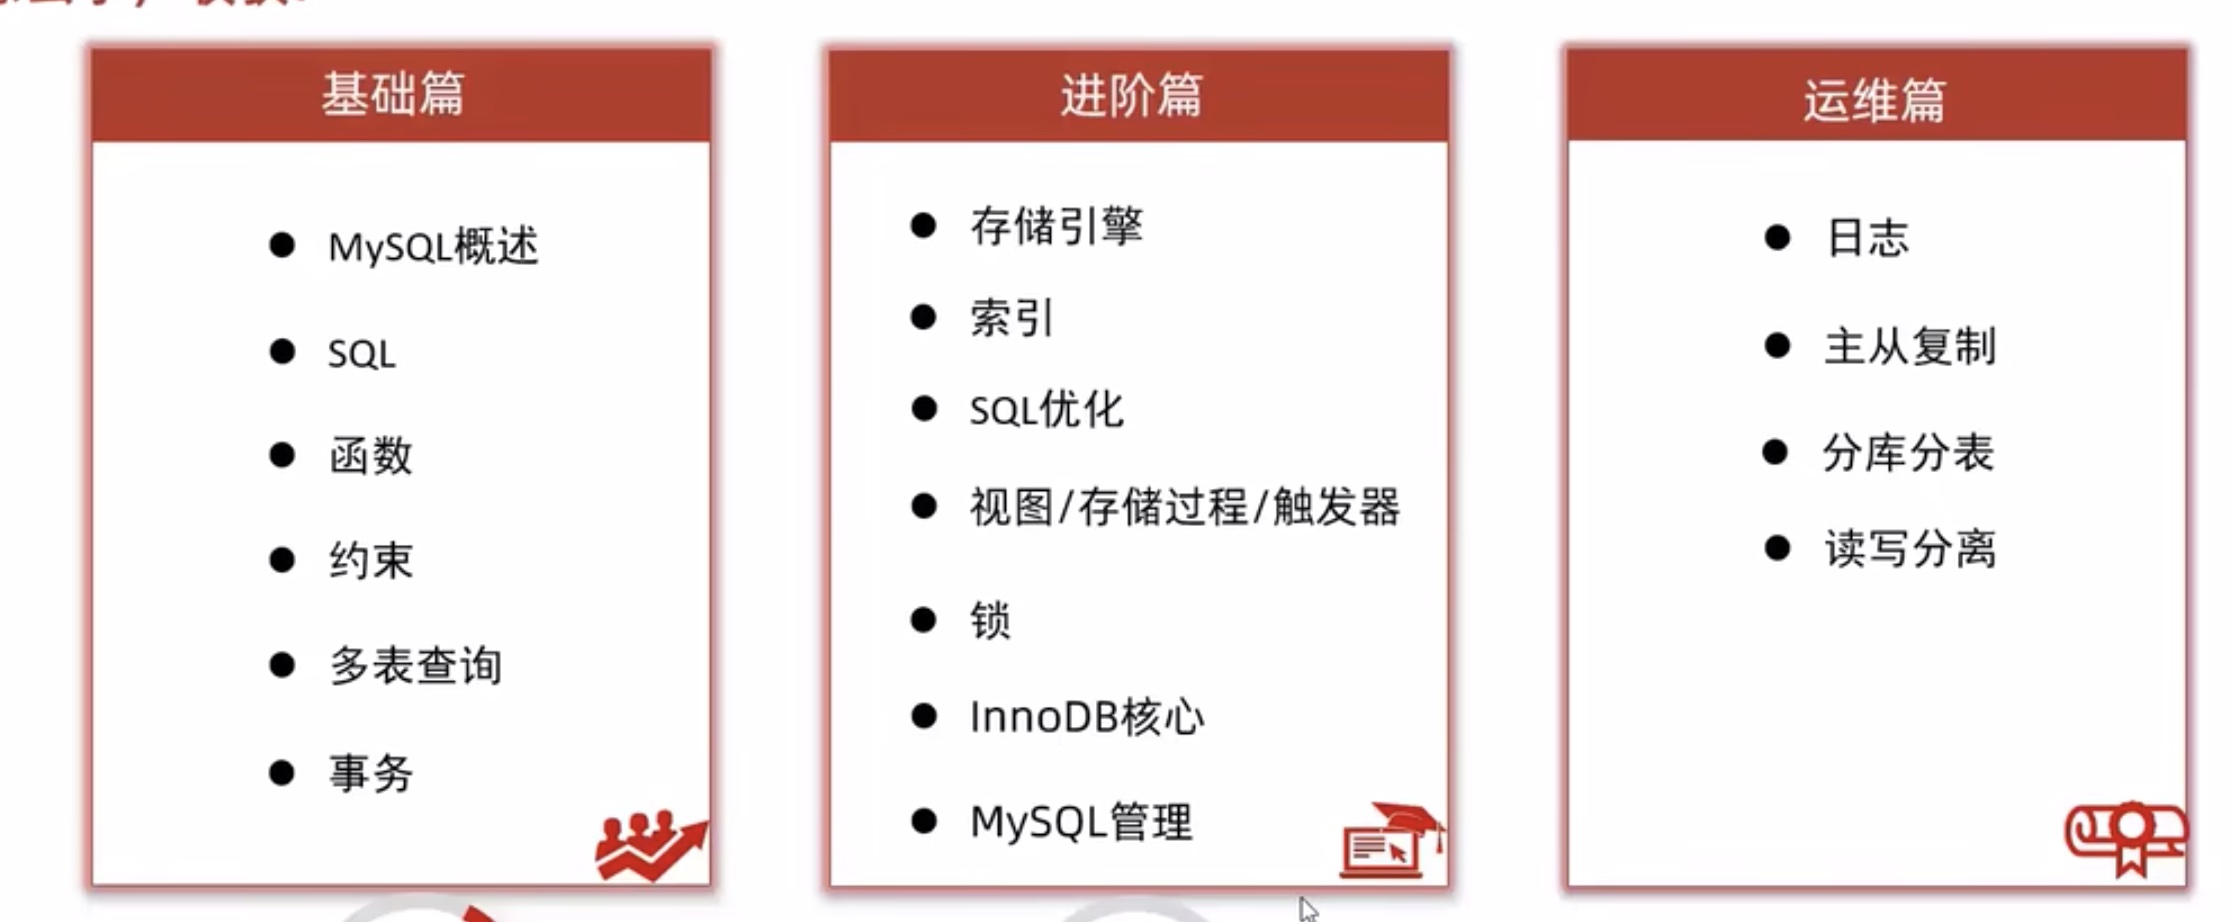 基础篇
MySQL概述
SQL
函数
约束
多表查询
事务
进阶篇
存储引擎
索引
SQL优化
视图/存储过程/触发器
锁
InnoDB核心
MySQL管理
运维篇
日志
主从复制
分库分表
读写分离